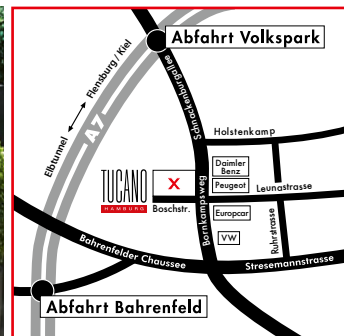 Abfahrt Volkspark
Flensburg / Kiel
Elbtunnel
A7
Schnackenburgallee
Holstenkamp
Daimler
Benz
Peugeot
Leunastrasse
TUCANO
HAMBURG
X
Boschstr.
Bornkampsweg
Europcar
VW
Ruhrstrasse
Bahrenfelder Chaussee
Stresemannstrasse
Abfahrt Bahrenfeld